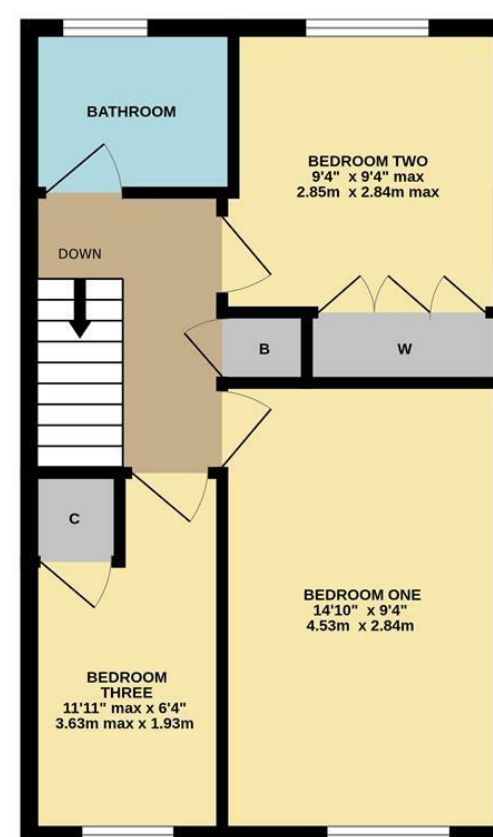 BATHROOM
BEDROOM TWO
9'4" x 9'4" max
2.85m x 2.84m max
DOWN
B
W
C
BEDROOM ONE
14'10" x 9'4"
4.53m x 2.84m
BEDROOM
THREE
11'11" max x 6'4"
3.63m max x 1.93m